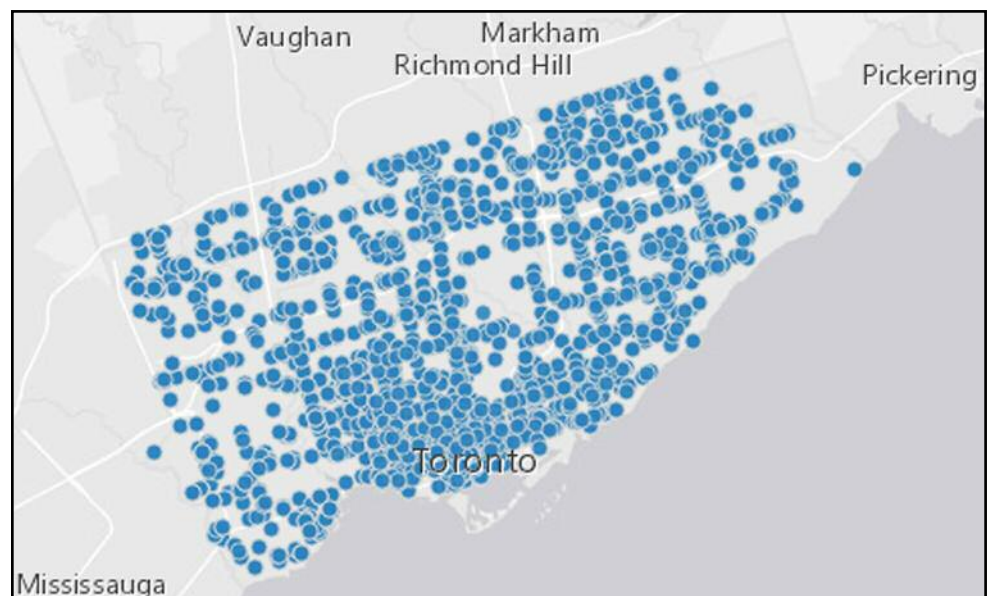 Vaughan
Markham
Richmond Hill
Pickering
Toronto
Mississauga